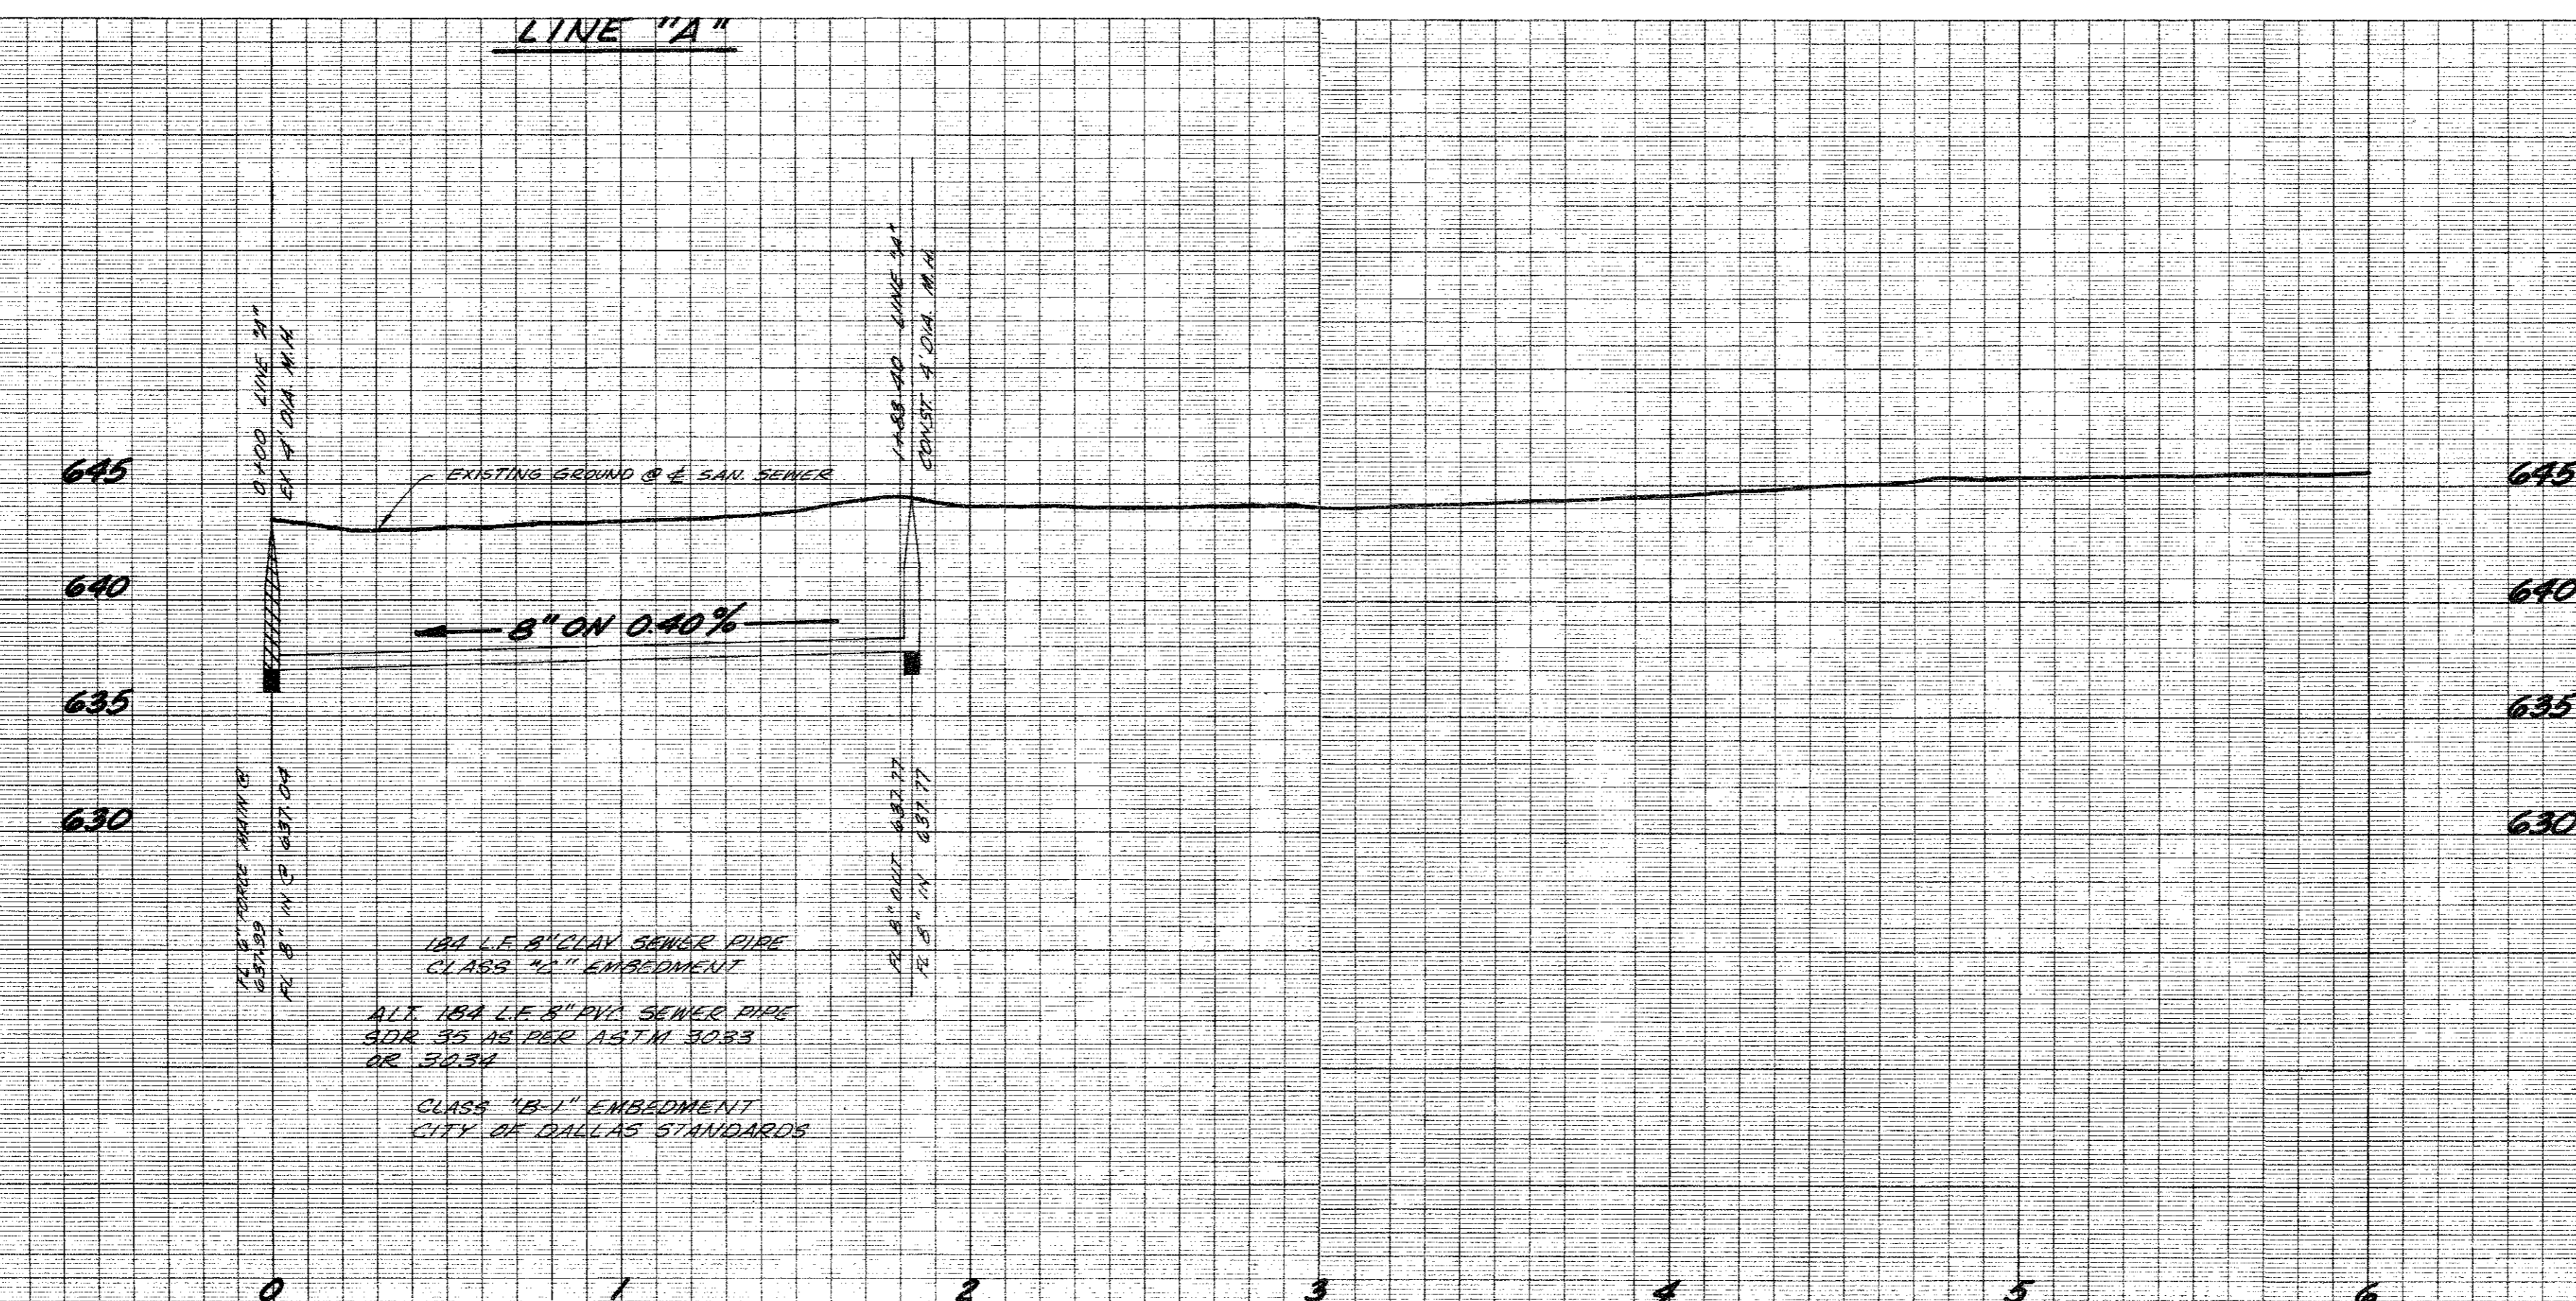 LINE "A"
0+00 LINE "A"
EX. 4' DIA. M.H.
1+83.40 LINE "A"
CONST. 4' DIA. M.H.
EXISTING GROUND @ ℄ SAN. SEWER
645
645
640
640
8" ON 0.40%
635
635
630
630
FL 6" FORCE MAIN @
637.99
FL 8" IN @ 637.04
FL 8" OUT 637.77
FL 8" IN 637.77
184 L.F. 8" CLAY SEWER PIPE
CLASS "C" EMBEDMENT
ALT. 184 L.F. 8" PVC SEWER PIPE
SDR 35 AS PER ASTM 3033
OR 3034
CLASS "B-1" EMBEDMENT
CITY OF DALLAS STANDARDS
0 1 2 3 4 5 6